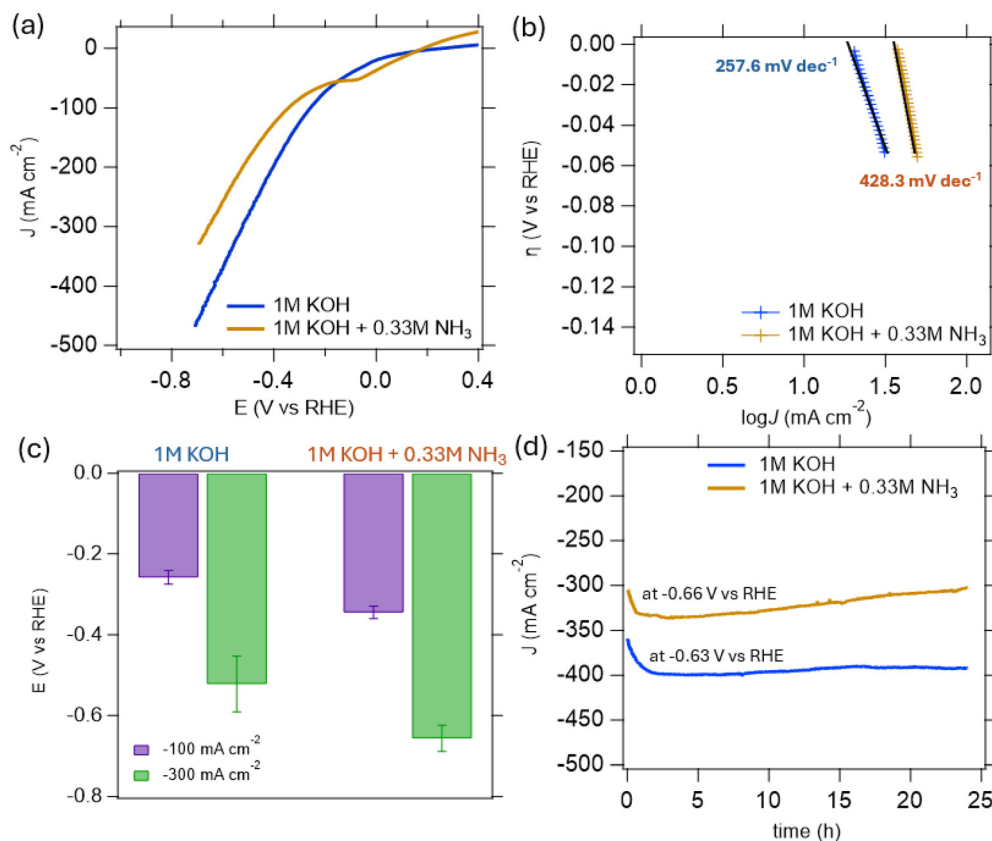 (a)
0
-100
-200
-300
-400
-500
J (mA cm⁻²)
1M KOH
1M KOH + 0.33M NH₃
-0.8 -0.4 0.0 0.4
E (V vs RHE)
(b)
0.00
-0.02
-0.04
-0.06
-0.08
-0.10
-0.12
-0.14
η (V vs RHE)
257.6 mV dec⁻¹
428.3 mV dec⁻¹
1M KOH
1M KOH + 0.33M NH₃
0.0 0.5 1.0 1.5 2.0
logJ (mA cm⁻²)
(c)
1M KOH 1M KOH + 0.33M NH₃
0.0
-0.2
-0.4
-0.6
-0.8
E (V vs RHE)
-100 mA cm⁻²
-300 mA cm⁻²
(d)
-150
-200
-250
-300
-350
-400
-450
-500
J (mA cm⁻²)
1M KOH
1M KOH + 0.33M NH₃
at -0.66 V vs RHE
at -0.63 V vs RHE
0 5 10 15 20 25
time (h)